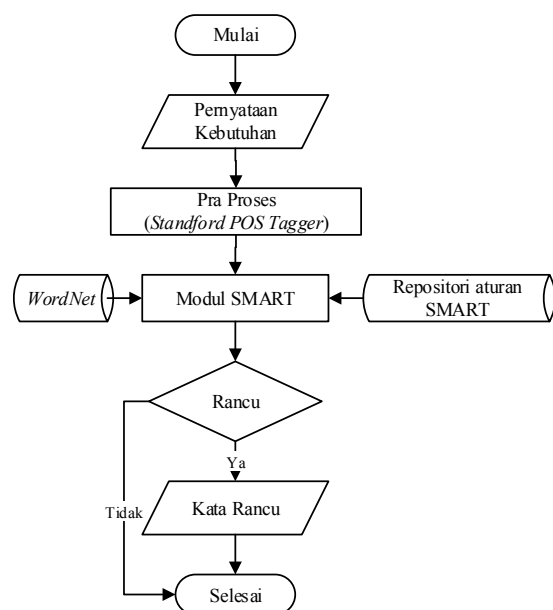 Mulai
Pernyataan
Kebutuhan
Pra Proses
(Standford POS Tagger)
WordNet
Modul SMART
Repositori aturan
SMART
Rancu
Ya
Tidak
Kata Rancu
Selesai